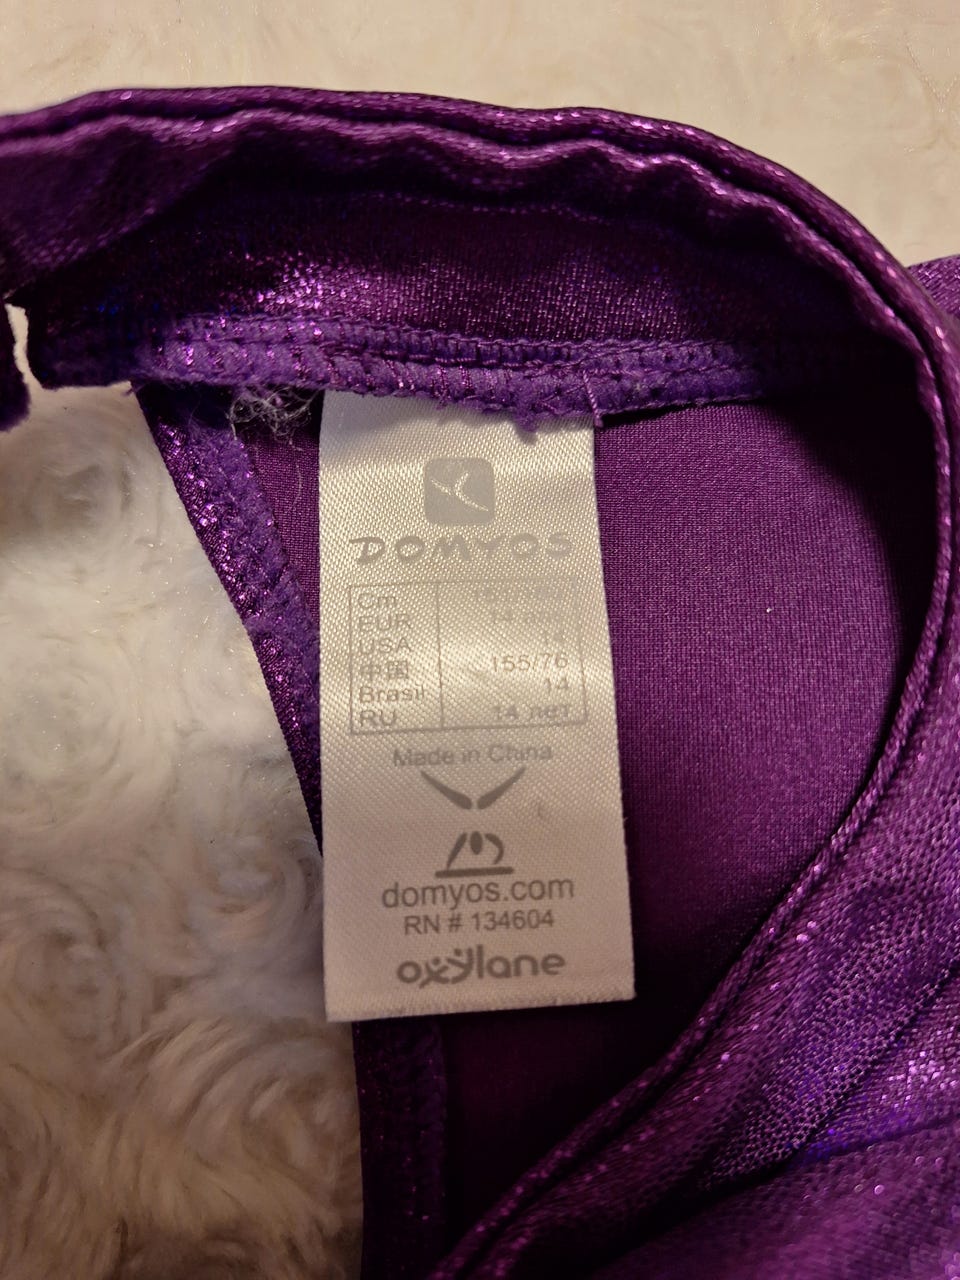 DOMYOS
Cm
EUR
USA 14
中国 155/76
Brasil 14
RU 14 лет
Made in China
domyos.com
RN # 134604
oxylane